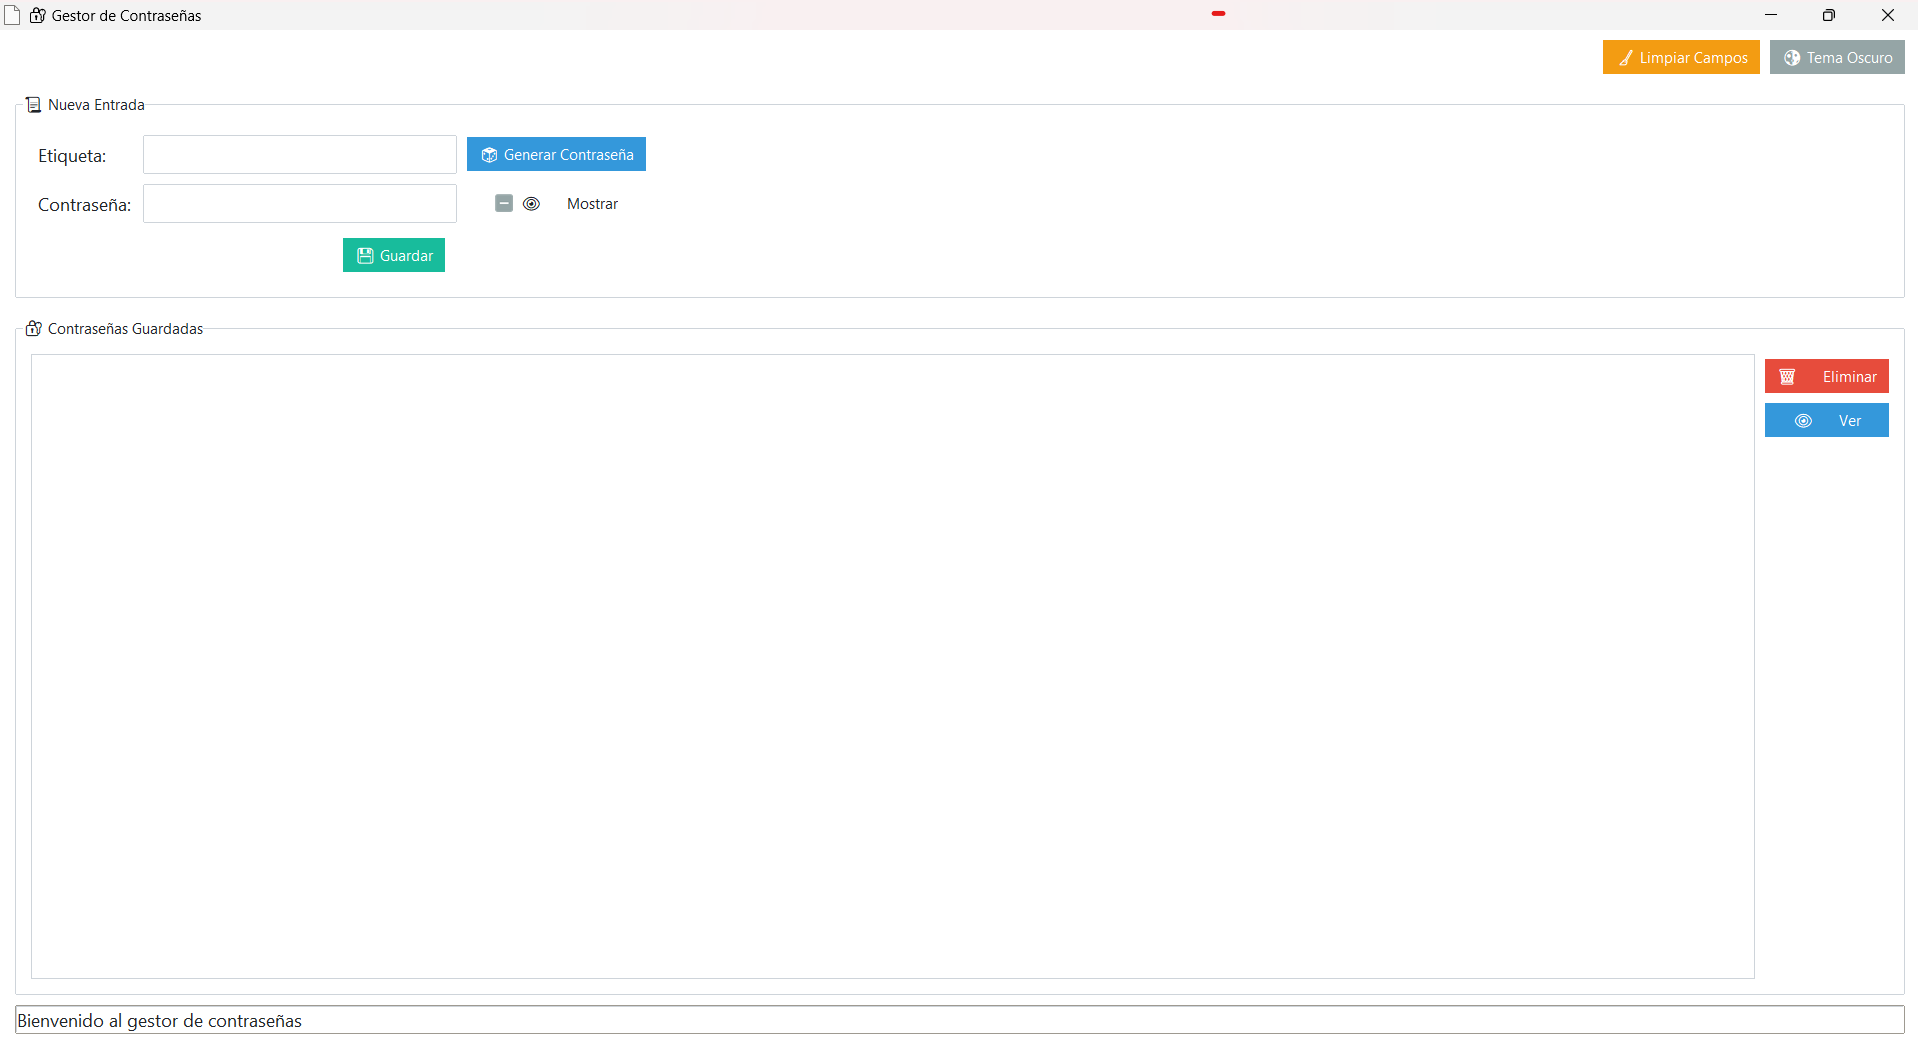 Gestor de Contraseñas
Limpiar Campos
Tema Oscuro
Nueva Entrada
Etiqueta:
Generar Contraseña
Contraseña:
Mostrar
Guardar
Contraseñas Guardadas
Eliminar
Ver
Bienvenido al gestor de contraseñas